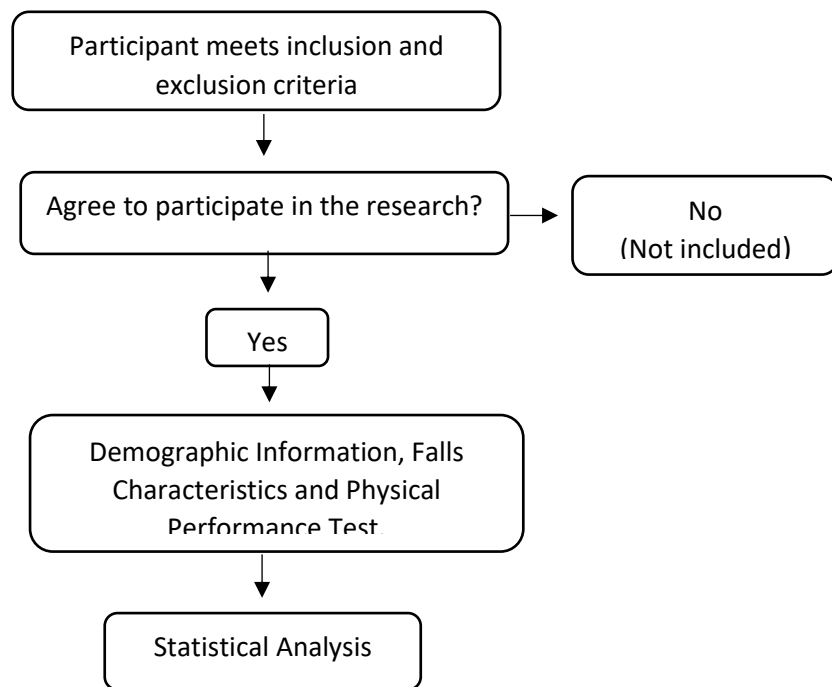 Participant meets inclusion and
exclusion criteria
Agree to participate in the research?
No
(Not included)
Yes
Demographic Information, Falls
Characteristics and Physical
Performance Test.
Statistical Analysis